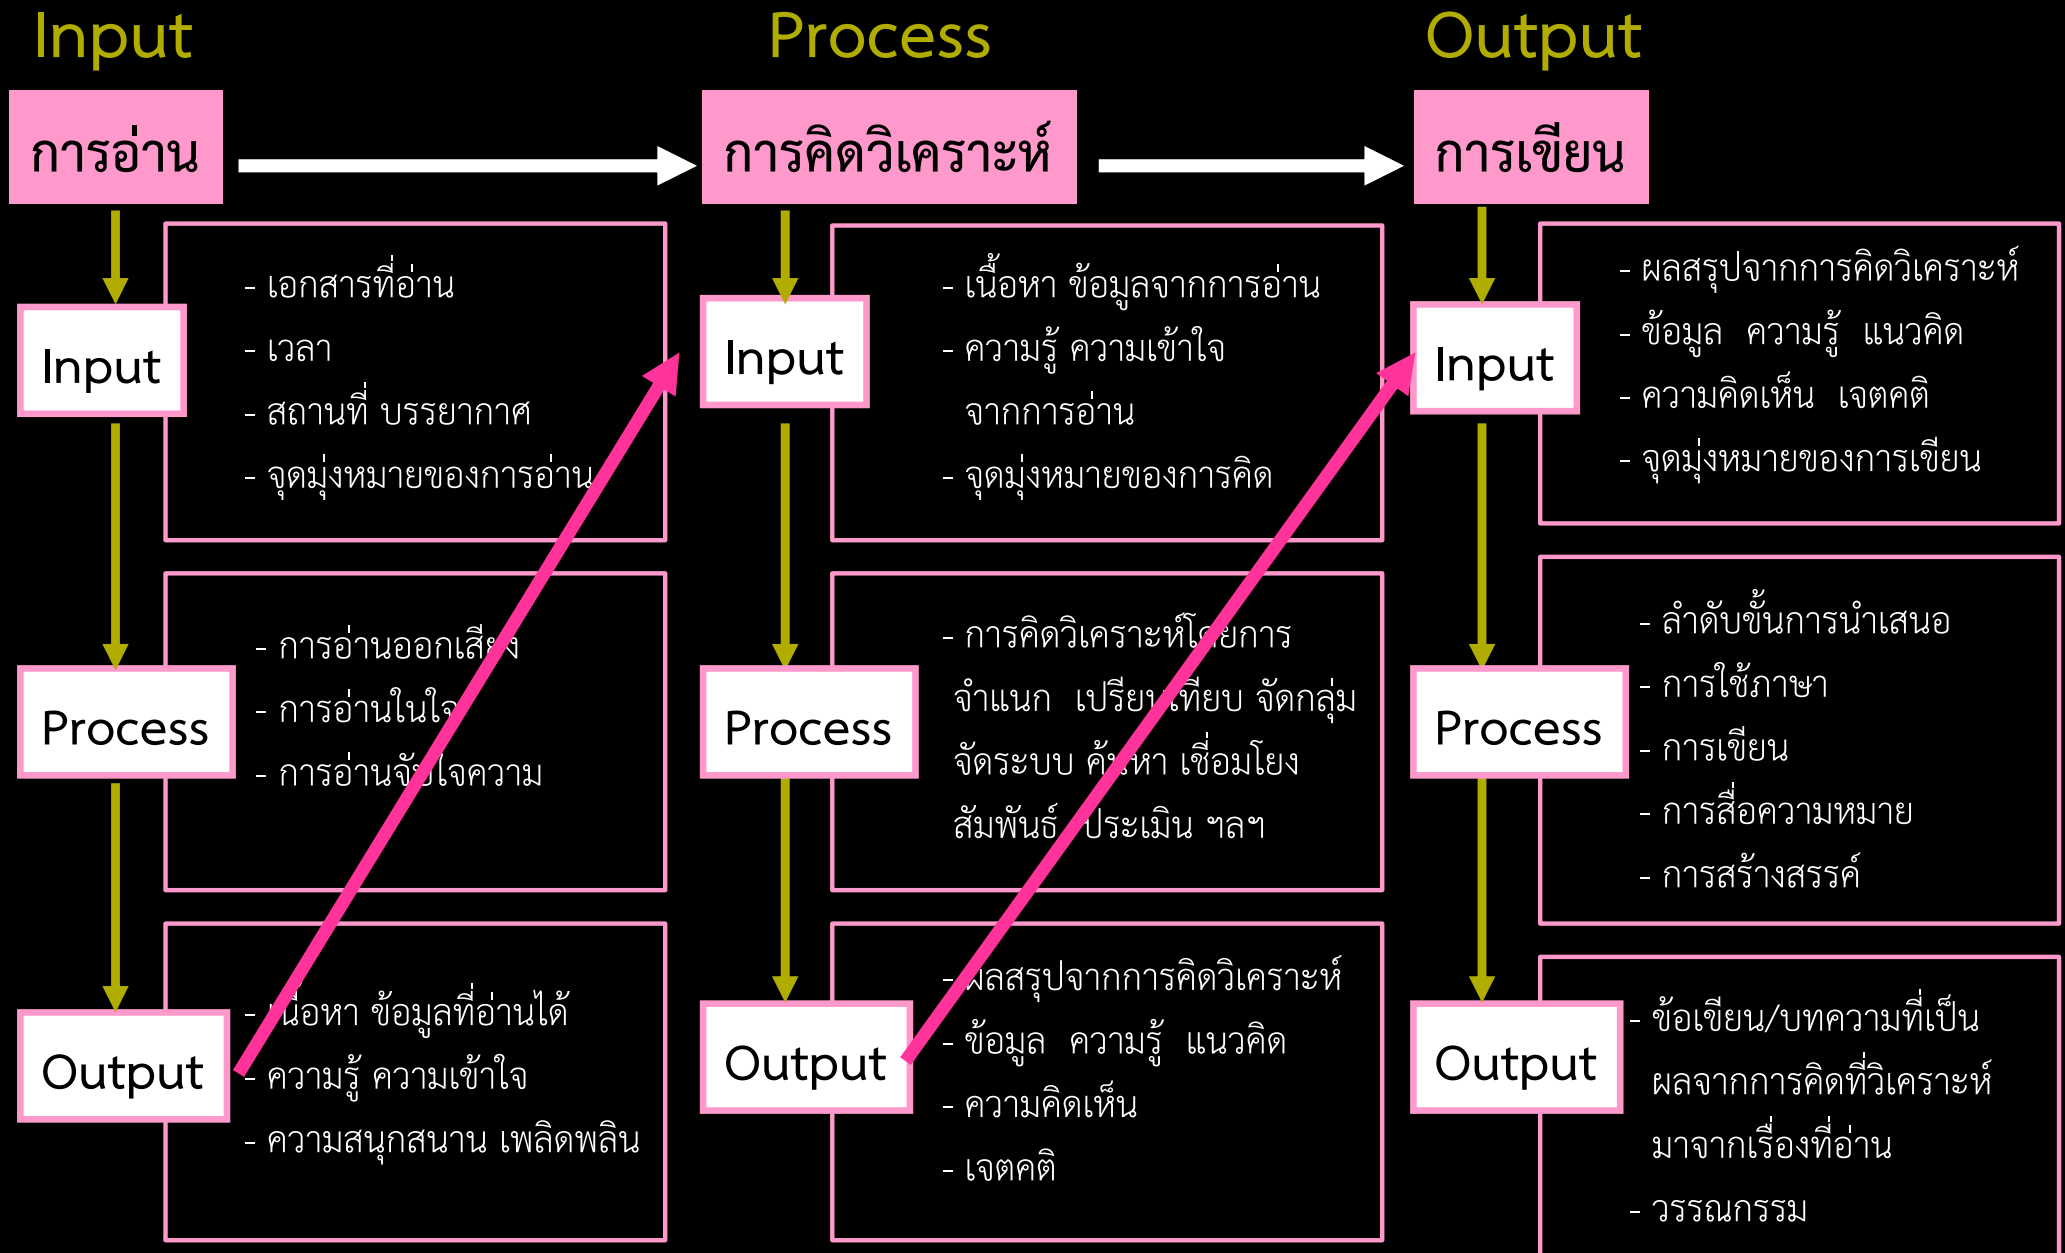 Input
Process
Output
การอ่าน
การคิดวิเคราะห์
การเขียน
Input
- เอกสารที่อ่าน
- เวลา
- สถานที่ บรรยากาศ
- จุดมุ่งหมายของการอ่าน
Process
- การอ่านออกเสียง
- การอ่านในใจ
- การอ่านจับใจความ
Output
- เนื้อหา ข้อมูลที่อ่านได้
- ความรู้ ความเข้าใจ
- ความสนุกสนาน เพลิดพลิน
Input
- เนื้อหา ข้อมูลจากการอ่าน
- ความรู้ ความเข้าใจ
จากการอ่าน
- จุดมุ่งหมายของการคิด
Process
- การคิดวิเคราะห์โดยการ
จำแนก เปรียบเทียบ จัดกลุ่ม
จัดระบบ ค้นหา เชื่อมโยง
สัมพันธ์ ประเมิน ฯลฯ
Output
- ผลสรุปจากการคิดวิเคราะห์
- ข้อมูล ความรู้ แนวคิด
- ความคิดเห็น
- เจตคติ
Input
- ผลสรุปจากการคิดวิเคราะห์
- ข้อมูล ความรู้ แนวคิด
- ความคิดเห็น เจตคติ
- จุดมุ่งหมายของการเขียน
Process
- ลำดับขั้นการนำเสนอ
- การใช้ภาษา
- การเขียน
- การสื่อความหมาย
- การสร้างสรรค์
Output
- ข้อเขียน/บทความที่เป็น
ผลจากการคิดที่วิเคราะห์
มาจากเรื่องที่อ่าน
- วรรณกรรม